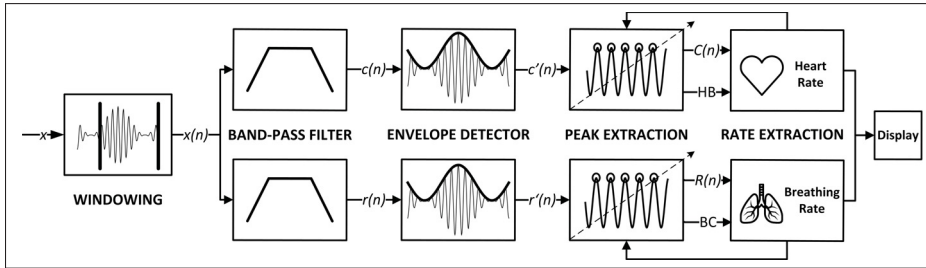 x
WINDOWING
x(n)
BAND-PASS FILTER
c(n)
ENVELOPE DETECTOR
c'(n)
PEAK EXTRACTION
C(n)
HB
RATE EXTRACTION
Heart
Rate
r(n)
r'(n)
R(n)
BC
Breathing
Rate
Display